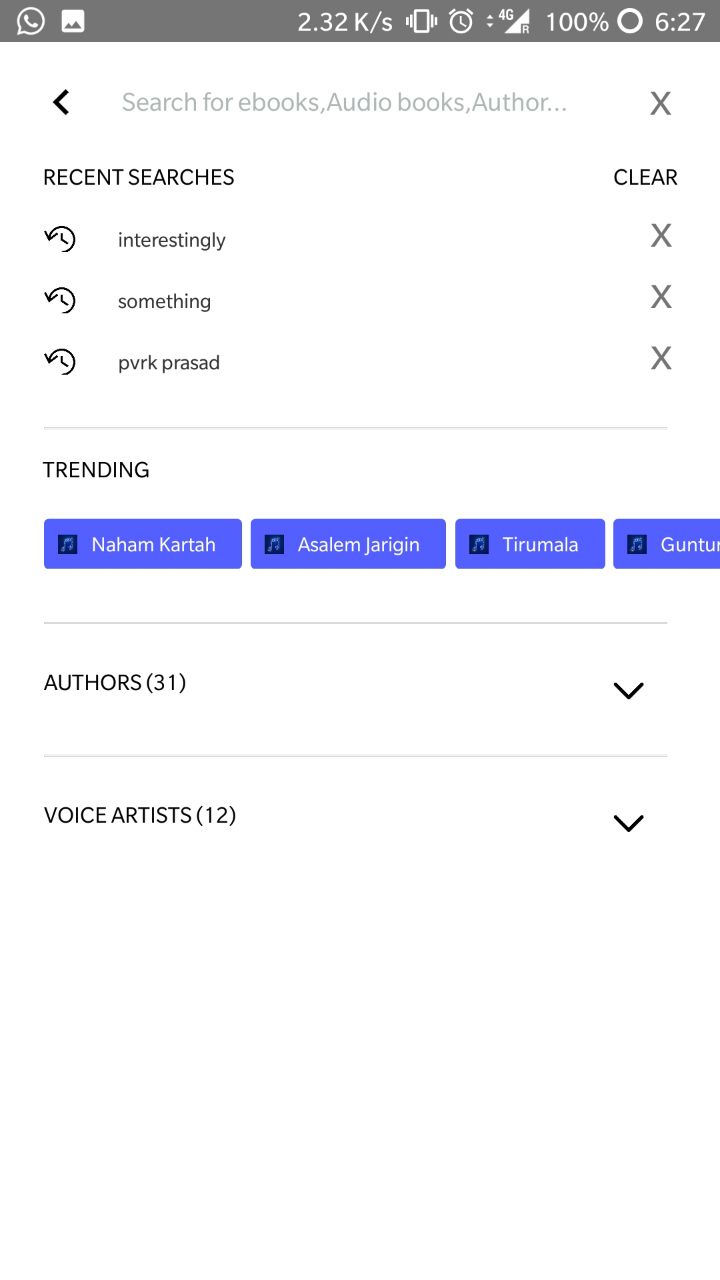 2.32 K/s 4G R 100% 6:27
Search for ebooks,Audio books,Author... X
RECENT SEARCHES CLEAR
interestingly X
something X
pvrk prasad X
TRENDING
Naham Kartah Asalem Jarigin Tirumala Guntur
AUTHORS (31)
VOICE ARTISTS (12)